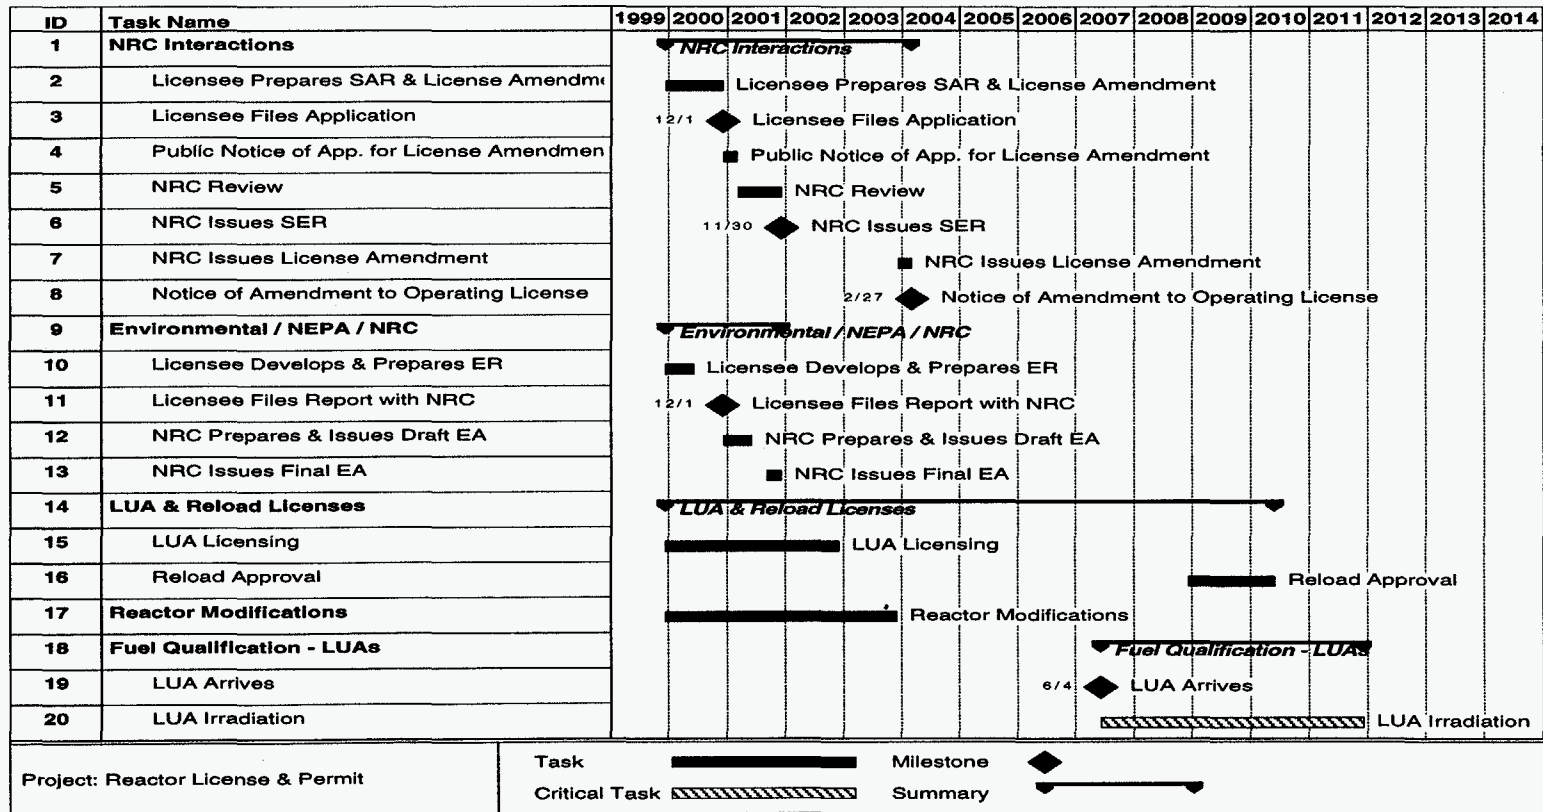 ID Task Name 1999 2000 2001 2002 2003 2004 2005 2006 2007 2008 2009 2010 2011 2012 2013 2014
1 NRC Interactions NRC Interactions
2 Licensee Prepares SAR & License Amendme Licensee Prepares SAR & License Amendment
3 Licensee Files Application 12/1 Licensee Files Application
4 Public Notice of App. for License Amendmen Public Notice of App. for License Amendment
5 NRC Review NRC Review
6 NRC Issues SER 11/30 NRC Issues SER
7 NRC Issues License Amendment NRC Issues License Amendment
8 Notice of Amendment to Operating License 2/27 Notice of Amendment to Operating License
9 Environmental / NEPA / NRC Environmental / NEPA / NRC
10 Licensee Develops & Prepares ER Licensee Develops & Prepares ER
11 Licensee Files Report with NRC 12/1 Licensee Files Report with NRC
12 NRC Prepares & Issues Draft EA NRC Prepares & Issues Draft EA
13 NRC Issues Final EA NRC Issues Final EA
14 LUA & Reload Licenses LUA & Reload Licenses
15 LUA Licensing LUA Licensing
16 Reload Approval Reload Approval
17 Reactor Modifications Reactor Modifications
18 Fuel Qualification - LUAs Fuel Qualification - LUAs
19 LUA Arrives 6/4 LUA Arrives
20 LUA Irradiation LUA Irradiation
Project: Reactor License & Permit
Task Milestone
Critical Task Summary